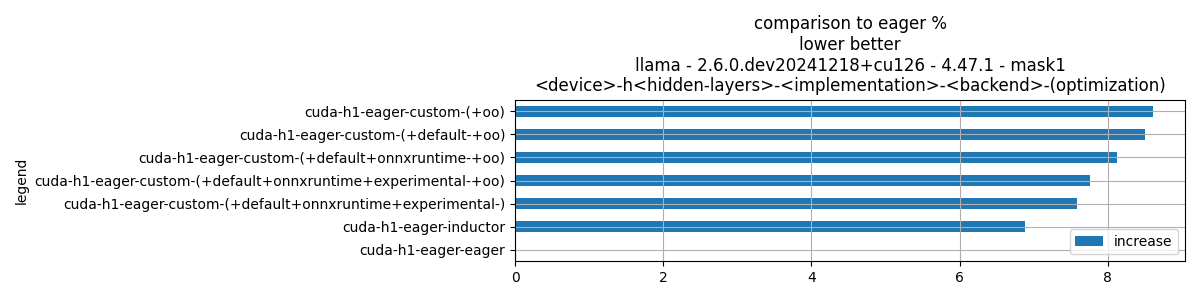 comparison to eager %
lower better
llama - 2.6.0.dev20241218+cu126 - 4.47.1 - mask1
<device>-h<hidden-layers>-<implementation>-<backend>-(optimization)
legend
cuda-h1-eager-custom-(+oo)
cuda-h1-eager-custom-(+default-+oo)
cuda-h1-eager-custom-(+default+onnxruntime-+oo)
cuda-h1-eager-custom-(+default+onnxruntime+experimental-+oo)
cuda-h1-eager-custom-(+default+onnxruntime+experimental-)
cuda-h1-eager-inductor
cuda-h1-eager-eager
increase
0 2 4 6 8